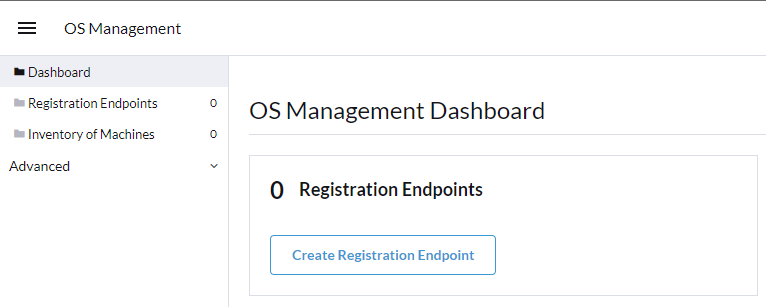 OS Management
Dashboard
Registration Endpoints 0
Inventory of Machines 0
Advanced
OS Management Dashboard
0 Registration Endpoints
Create Registration Endpoint